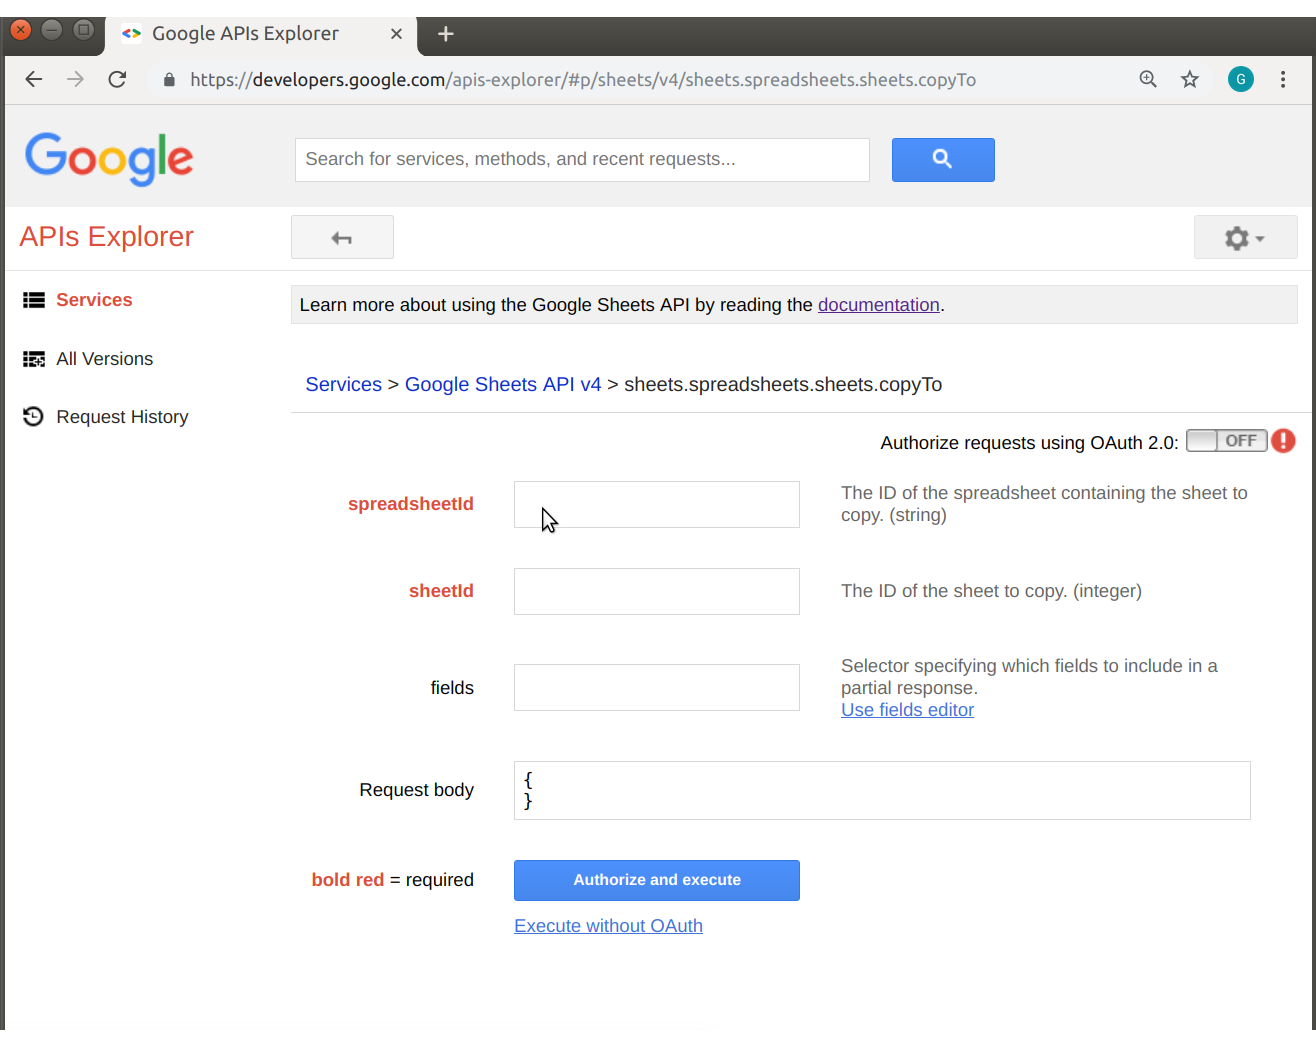 Google APIs Explorer
https://developers.google.com/apis-explorer/#p/sheets/v4/sheets.spreadsheets.sheets.copyTo
G
Google
Search for services, methods, and recent requests...
APIs Explorer
Services
Learn more about using the Google Sheets API by reading the documentation.
All Versions
Services > Google Sheets API v4 > sheets.spreadsheets.sheets.copyTo
Request History
Authorize requests using OAuth 2.0: OFF
spreadsheetId
The ID of the spreadsheet containing the sheet to
copy. (string)
sheetId
The ID of the sheet to copy. (integer)
fields
Selector specifying which fields to include in a
partial response.
Use fields editor
Request body
{
}
bold red = required
Authorize and execute
Execute without OAuth